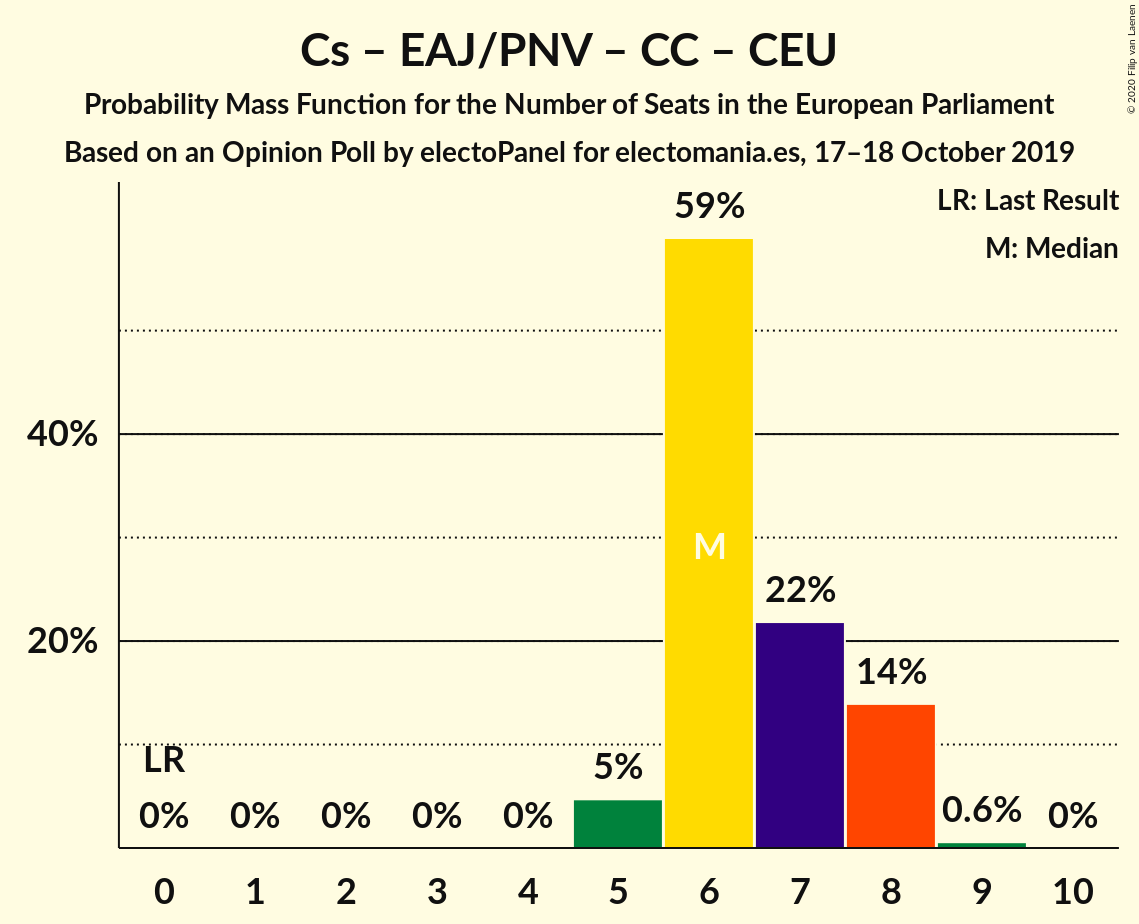 Cs – EAJ/PNV – CC – CEU
Probability Mass Function for the Number of Seats in the European Parliament
Based on an Opinion Poll by electoPanel for electomania.es, 17–18 October 2019
© 2020 Filip van Laenen
LR: Last Result
M: Median
59%
40%
M
22%
20%
14%
LR
5%
0% 0% 0% 0% 0% 0.6% 0%
0 1 2 3 4 5 6 7 8 9 10